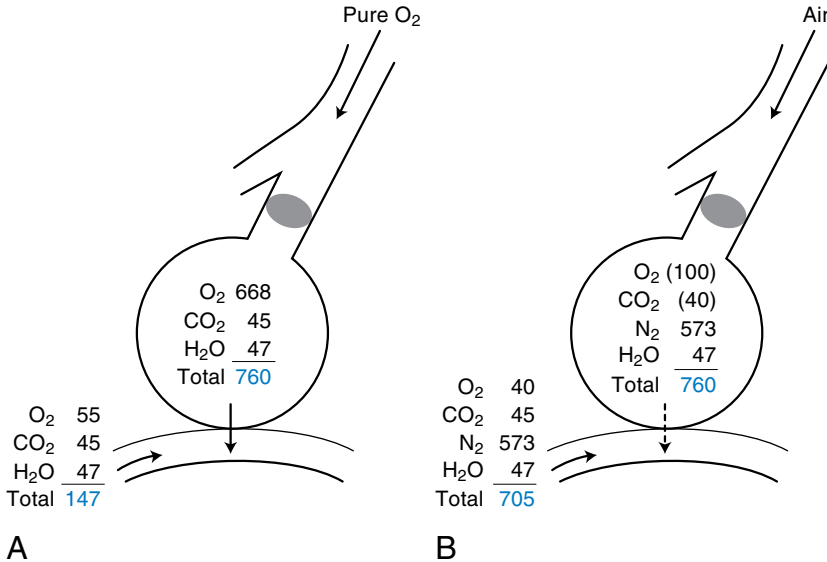 Pure O₂
O₂ 668
CO₂ 45
H₂O 47
Total 760
O₂ 55
CO₂ 45
H₂O 47
Total 147
A
Air
O₂ (100)
CO₂ (40)
N₂ 573
H₂O 47
Total 760
O₂ 40
CO₂ 45
N₂ 573
H₂O 47
Total 705
B